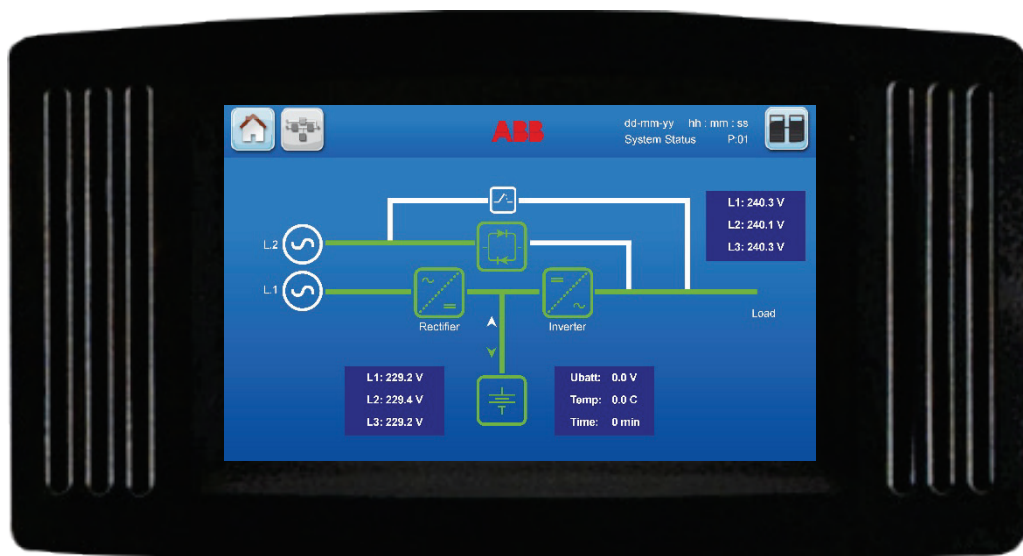 ABB
dd-mm-yy hh : mm : ss
System Status P:01
L1: 240.3 V
L2: 240.1 V
L3: 240.3 V
L.2
L.1
Load
Rectifier
Inverter
L1: 229.2 V
L2: 229.4 V
L3: 229.2 V
Ubatt: 0.0 V
Temp: 0.0 C
Time: 0 min